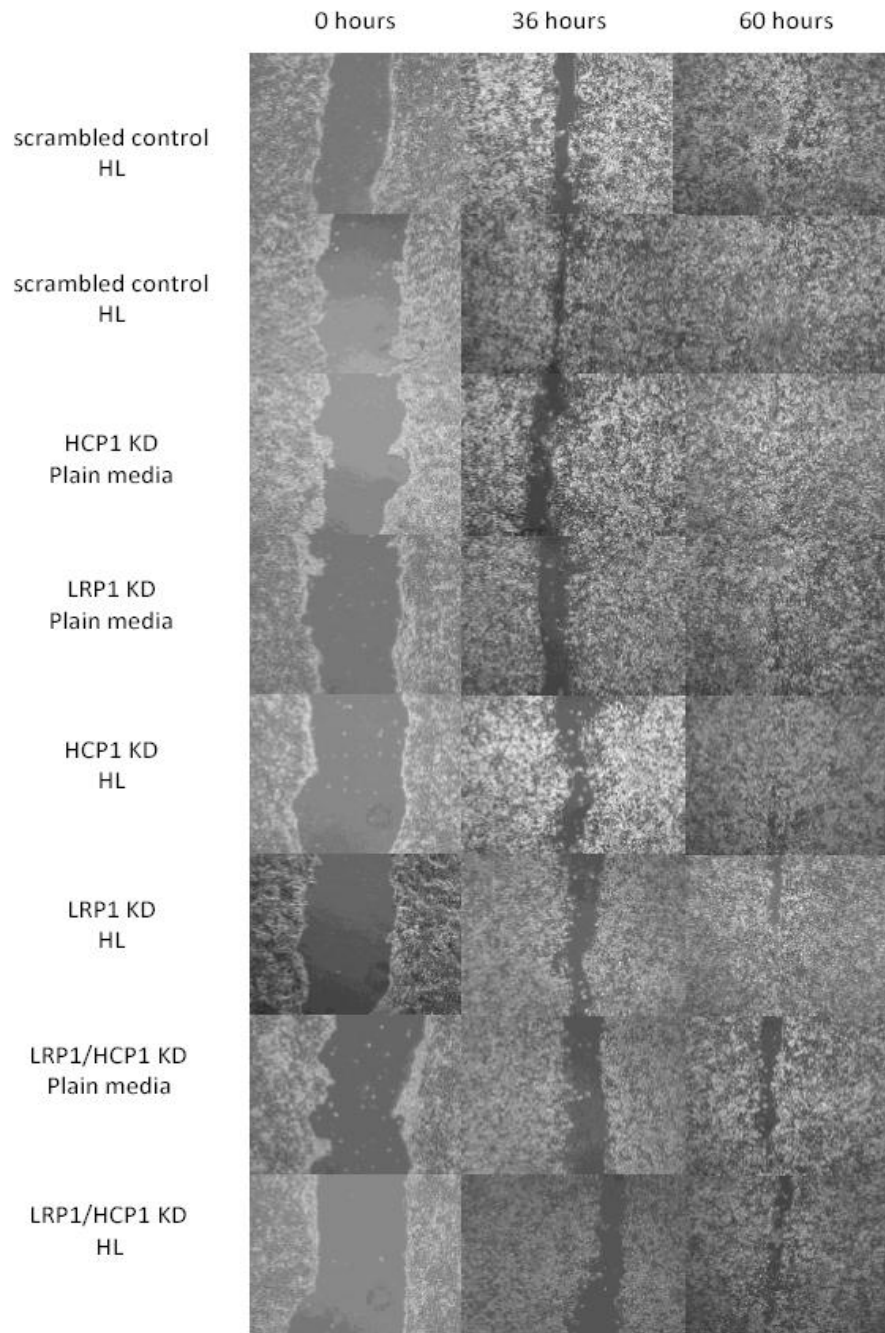 0 hours 36 hours 60 hours
scrambled control
HL
scrambled control
HL
HCP1 KD
Plain media
LRP1 KD
Plain media
HCP1 KD
HL
LRP1 KD
HL
LRP1/HCP1 KD
Plain media
LRP1/HCP1 KD
HL